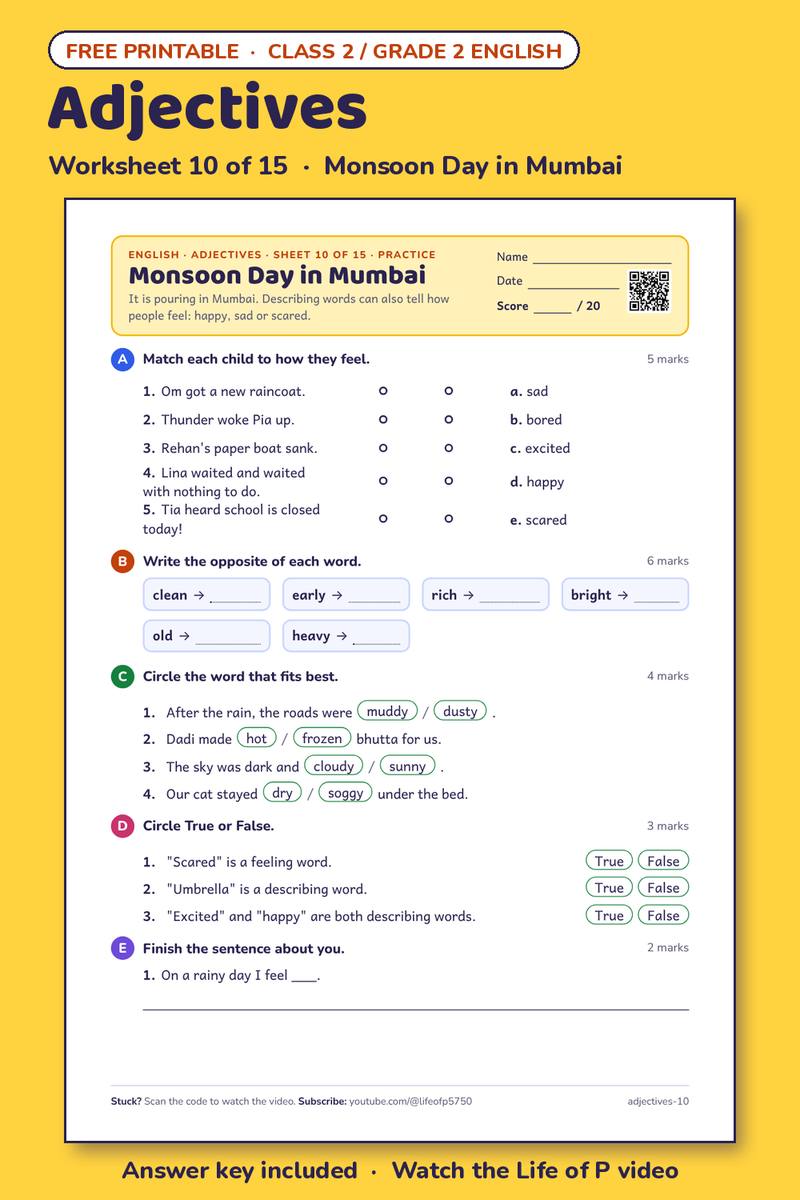 FREE PRINTABLE · CLASS 2 / GRADE 2 ENGLISH
Adjectives
Worksheet 10 of 15 · Monsoon Day in Mumbai
ENGLISH · ADJECTIVES · SHEET 10 OF 15 · PRACTICE
Monsoon Day in Mumbai
It is pouring in Mumbai. Describing words can also tell how
people feel: happy, sad or scared.
Name ____
Date ____
Score ____ / 20
A Match each child to how they feel. 5 marks
1. Om got a new raincoat. a. sad
2. Thunder woke Pia up. b. bored
3. Rehan's paper boat sank. c. excited
4. Lina waited and waited
with nothing to do. d. happy
5. Tia heard school is closed
today! e. scared
B Write the opposite of each word. 6 marks
clean → ____ early → ____ rich → ____ bright → ____
old → ____ heavy → ____
C Circle the word that fits best. 4 marks
1. After the rain, the roads were muddy / dusty .
2. Dadi made hot / frozen bhutta for us.
3. The sky was dark and cloudy / sunny .
4. Our cat stayed dry / soggy under the bed.
D Circle True or False. 3 marks
1. "Scared" is a feeling word. True False
2. "Umbrella" is a describing word. True False
3. "Excited" and "happy" are both describing words. True False
E Finish the sentence about you. 2 marks
1. On a rainy day I feel ____.
Stuck? Scan the code to watch the video. Subscribe: youtube.com/@lifeofp5750 adjectives-10
Answer key included · Watch the Life of P video